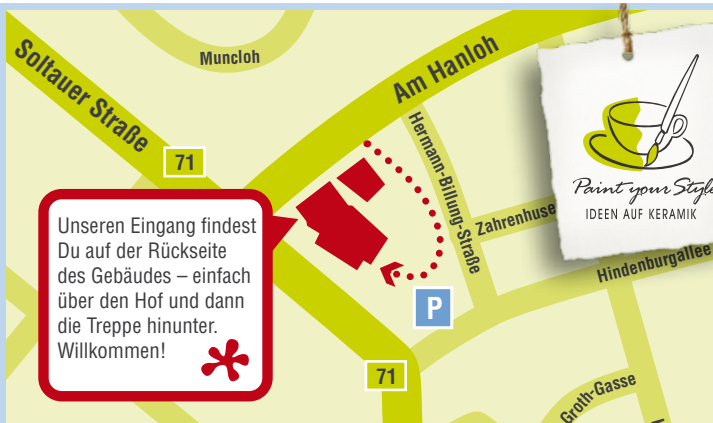 Muncloh
Soltauer Straße
Am Hanloh
71
Hermann-Billung-Straße
Zahrenhuse
Hindenburgallee
Paint your Style
IDEEN AUF KERAMIK
Unseren Eingang findest
Du auf der Rückseite
des Gebäudes – einfach
über den Hof und dann
die Treppe hinunter.
Willkommen!
P
71
Groth-Gasse